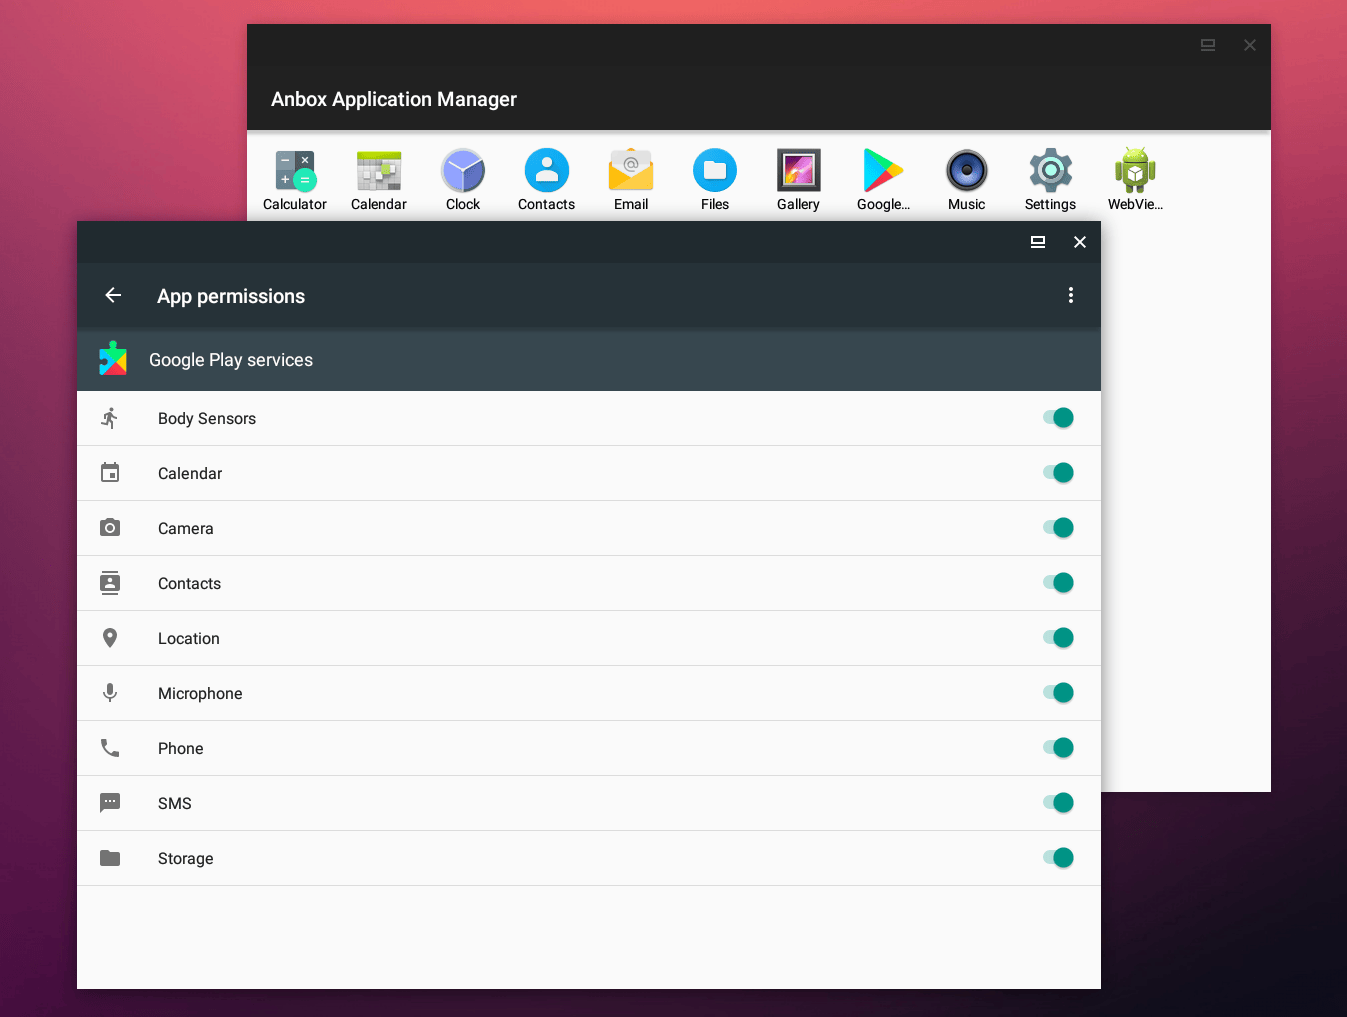 Anbox Application Manager
Calculator
Calendar
Clock
Contacts
Email
Files
Gallery
Google...
Music
Settings
WebVie...
App permissions
Google Play services
Body Sensors
Calendar
Camera
Contacts
Location
Microphone
Phone
SMS
Storage